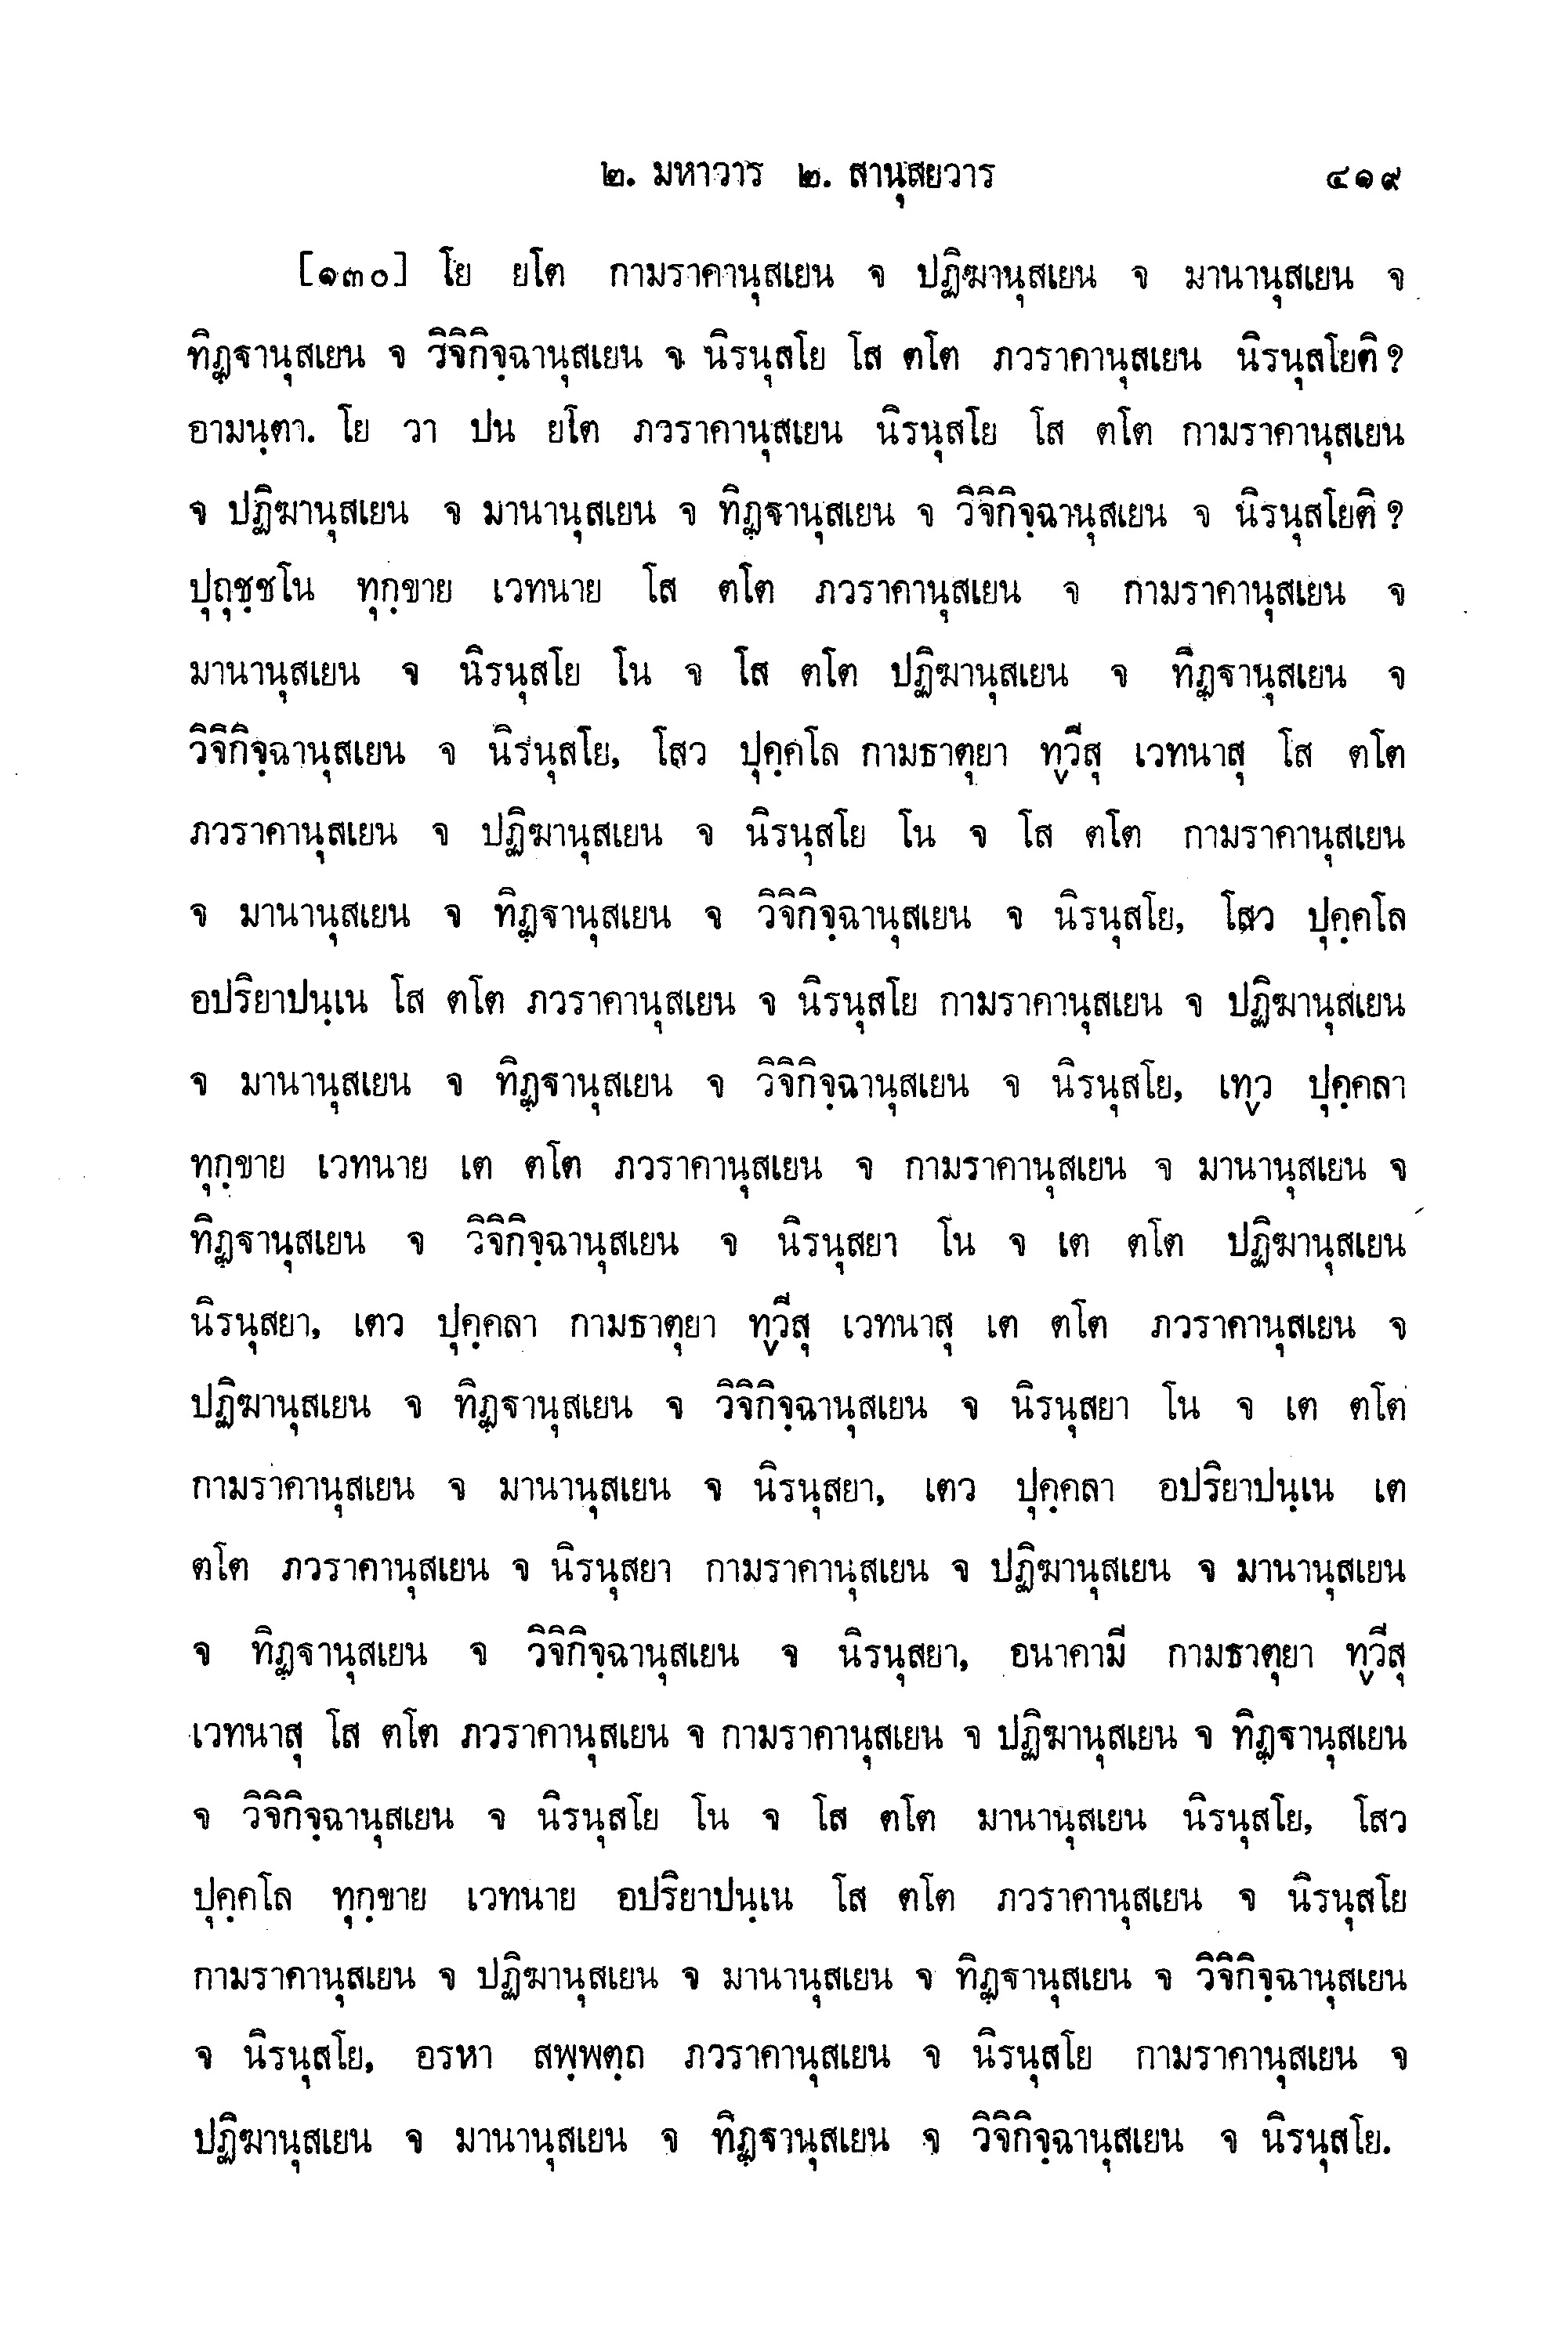 ๒. มหาวาร ๒. สานุสยวาร ๔๑๙
[๑๓๐] โย ยโต กามราคานุสเยน จ ปฏิฆานุสเยน จ มานานุสเยน จ
ทิฏฺฐานุสเยน จ วิจิกิจฺฉานุสเยน จ นิรนุสโย โส ตโต ภวราคานุสเยน นิรนุสโยติ ?
อามนฺตา. โย วา ปน ยโต ภวราคานุสเยน นิรนุสโย โส ตโต กามราคานุสเยน
จ ปฏิฆานุสเยน จ มานานุสเยน จ ทิฏฺฐานุสเยน จ วิจิกิจฺฉานุสเยน จ นิรนุสโยติ ?
ปุถุชฺชโน ทุกฺขาย เวทนาย โส ตโต ภวราคานุสเยน จ กามราคานุสเยน จ
มานานุสเยน จ นิรนุสโย โน จ โส ตโต ปฏิฆานุสเยน จ ทิฏฺฐานุสเยน จ
วิจิกิจฺฉานุสเยน จ นิรนุสโย, โสว ปุคฺคโล กามธาตุยา ทฺวีสุ เวทนาสุ โส ตโต
ภวราคานุสเยน จ ปฏิฆานุสเยน จ นิรนุสโย โน จ โส ตโต กามราคานุสเยน
จ มานานุสเยน จ ทิฏฺฐานุสเยน จ วิจิกิจฺฉานุสเยน จ นิรนุสโย, โสว ปุคฺคโล
อปริยาปนฺเน โส ตโต ภวราคานุสเยน จ นิรนุสโย กามราคานุสเยน จ ปฏิฆานุสเยน
จ มานานุสเยน จ ทิฏฺฐานุสเยน จ วิจิกิจฺฉานุสเยน จ นิรนุสโย, เทฺว ปุคฺคลา
ทุกฺขาย เวทนาย เต ตโต ภวราคานุสเยน จ กามราคานุสเยน จ มานานุสเยน จ
ทิฏฺฐานุสเยน จ วิจิกิจฺฉานุสเยน จ นิรนุสยา โน จ เต ตโต ปฏิฆานุสเยน
นิรนุสยา, เตว ปุคฺคลา กามธาตุยา ทฺวีสุ เวทนาสุ เต ตโต ภวราคานุสเยน จ
ปฏิฆานุสเยน จ ทิฏฺฐานุสเยน จ วิจิกิจฺฉานุสเยน จ นิรนุสยา โน จ เต ตโต
กามราคานุสเยน จ มานานุสเยน จ นิรนุสยา, เตว ปุคฺคลา อปริยาปนฺเน เต
ตโต ภวราคานุสเยน จ นิรนุสยา กามราคานุสเยน จ ปฏิฆานุสเยน จ มานานุสเยน
จ ทิฏฺฐานุสเยน จ วิจิกิจฺฉานุสเยน จ นิรนุสยา, อนาคามี กามธาตุยา ทฺวีสุ
เวทนาสุ โส ตโต ภวราคานุสเยน จ กามราคานุสเยน จ ปฏิฆานุสเยน จ ทิฏฺฐานุสเยน
จ วิจิกิจฺฉานุสเยน จ นิรนุสโย โน จ โส ตโต มานานุสเยน นิรนุสโย, โสว
ปุคฺคโล ทุกฺขาย เวทนาย อปริยาปนฺเน โส ตโต ภวราคานุสเยน จ นิรนุสโย
กามราคานุสเยน จ ปฏิฆานุสเยน จ มานานุสเยน จ ทิฏฺฐานุสเยน จ วิจิกิจฺฉานุสเยน
จ นิรนุสโย, อรหา สพฺพตฺถ ภวราคานุสเยน จ นิรนุสโย กามราคานุสเยน จ
ปฏิฆานุสเยน จ มานานุสเยน จ ทิฏฺฐานุสเยน จ วิจิกิจฺฉานุสเยน จ นิรนุสโย.